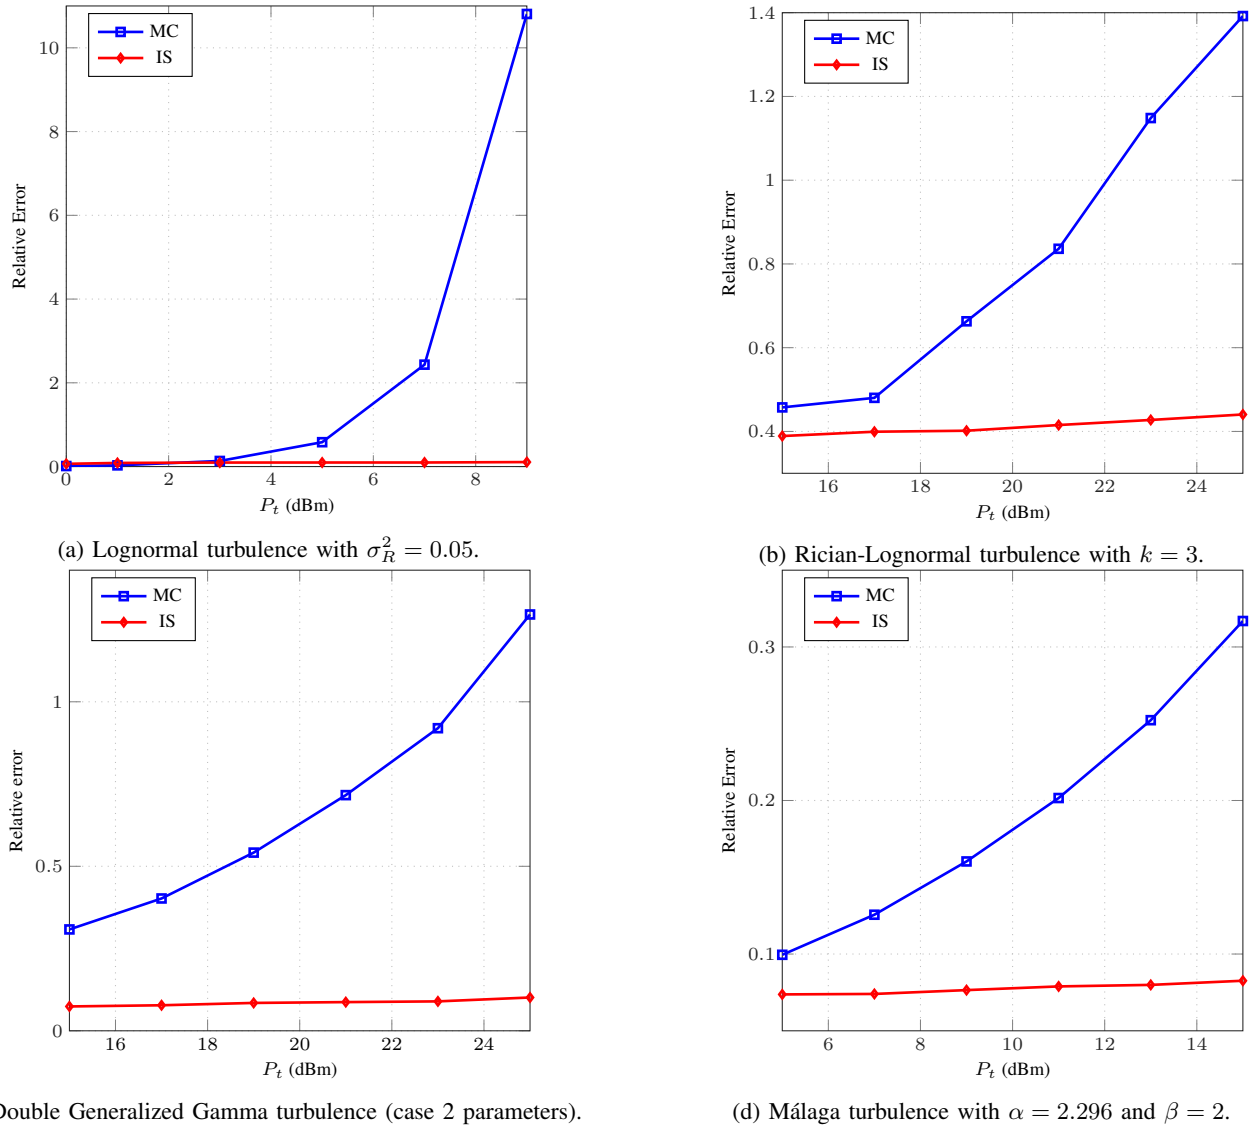 MC
IS
10
8
6
4
2
0
Relative Error
0 2 4 6 8
P_t (dBm)
(a) Lognormal turbulence with σ_R^2 = 0.05.
MC
IS
1.4
1.2
1
0.8
0.6
0.4
Relative Error
16 18 20 22 24
P_t (dBm)
(b) Rician-Lognormal turbulence with k = 3.
MC
IS
1
0.5
0
Relative error
16 18 20 22 24
P_t (dBm)
Double Generalized Gamma turbulence (case 2 parameters).
MC
IS
0.3
0.2
0.1
Relative Error
6 8 10 12 14
P_t (dBm)
(d) Málaga turbulence with α = 2.296 and β = 2.